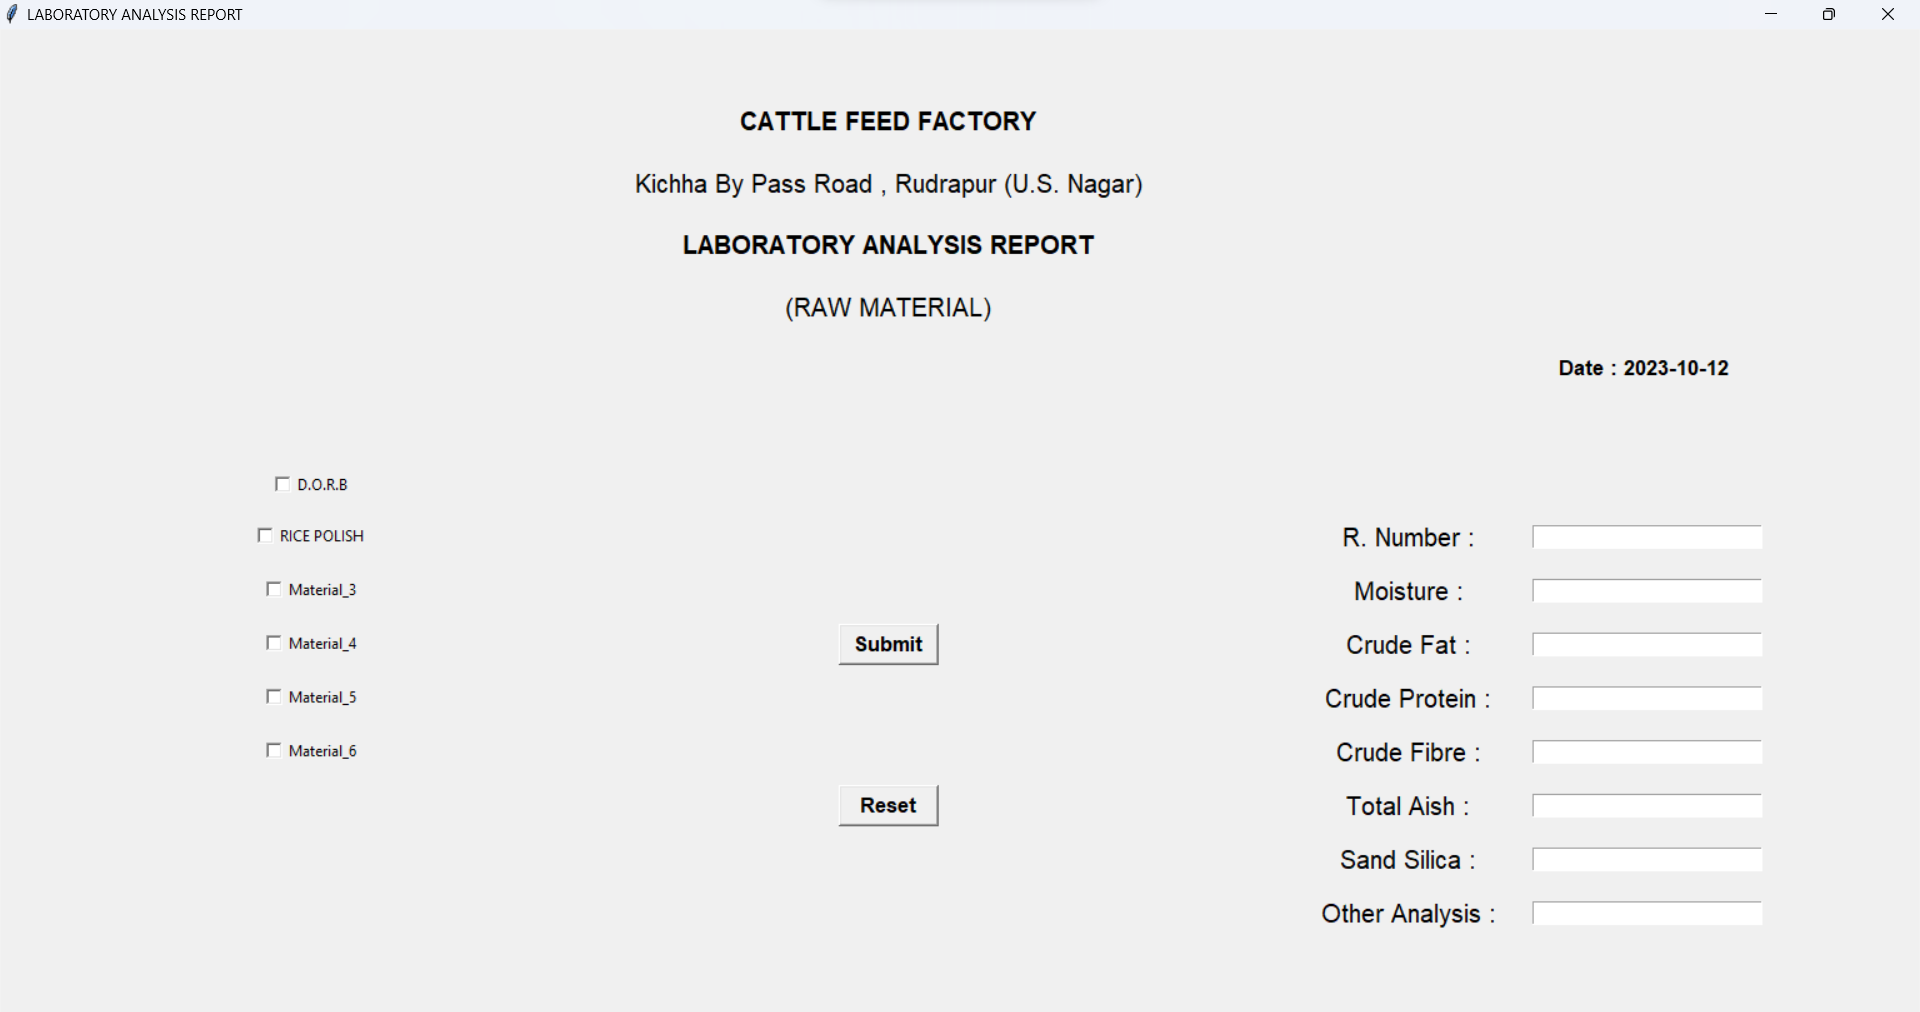 LABORATORY ANALYSIS REPORT
CATTLE FEED FACTORY
Kichha By Pass Road , Rudrapur (U.S. Nagar)
LABORATORY ANALYSIS REPORT
(RAW MATERIAL)
Date : 2023-10-12
D.O.R.B
RICE POLISH
Material_3
Material_4
Material_5
Material_6
Submit
Reset
R. Number :
Moisture :
Crude Fat :
Crude Protein :
Crude Fibre :
Total Aish :
Sand Silica :
Other Analysis :